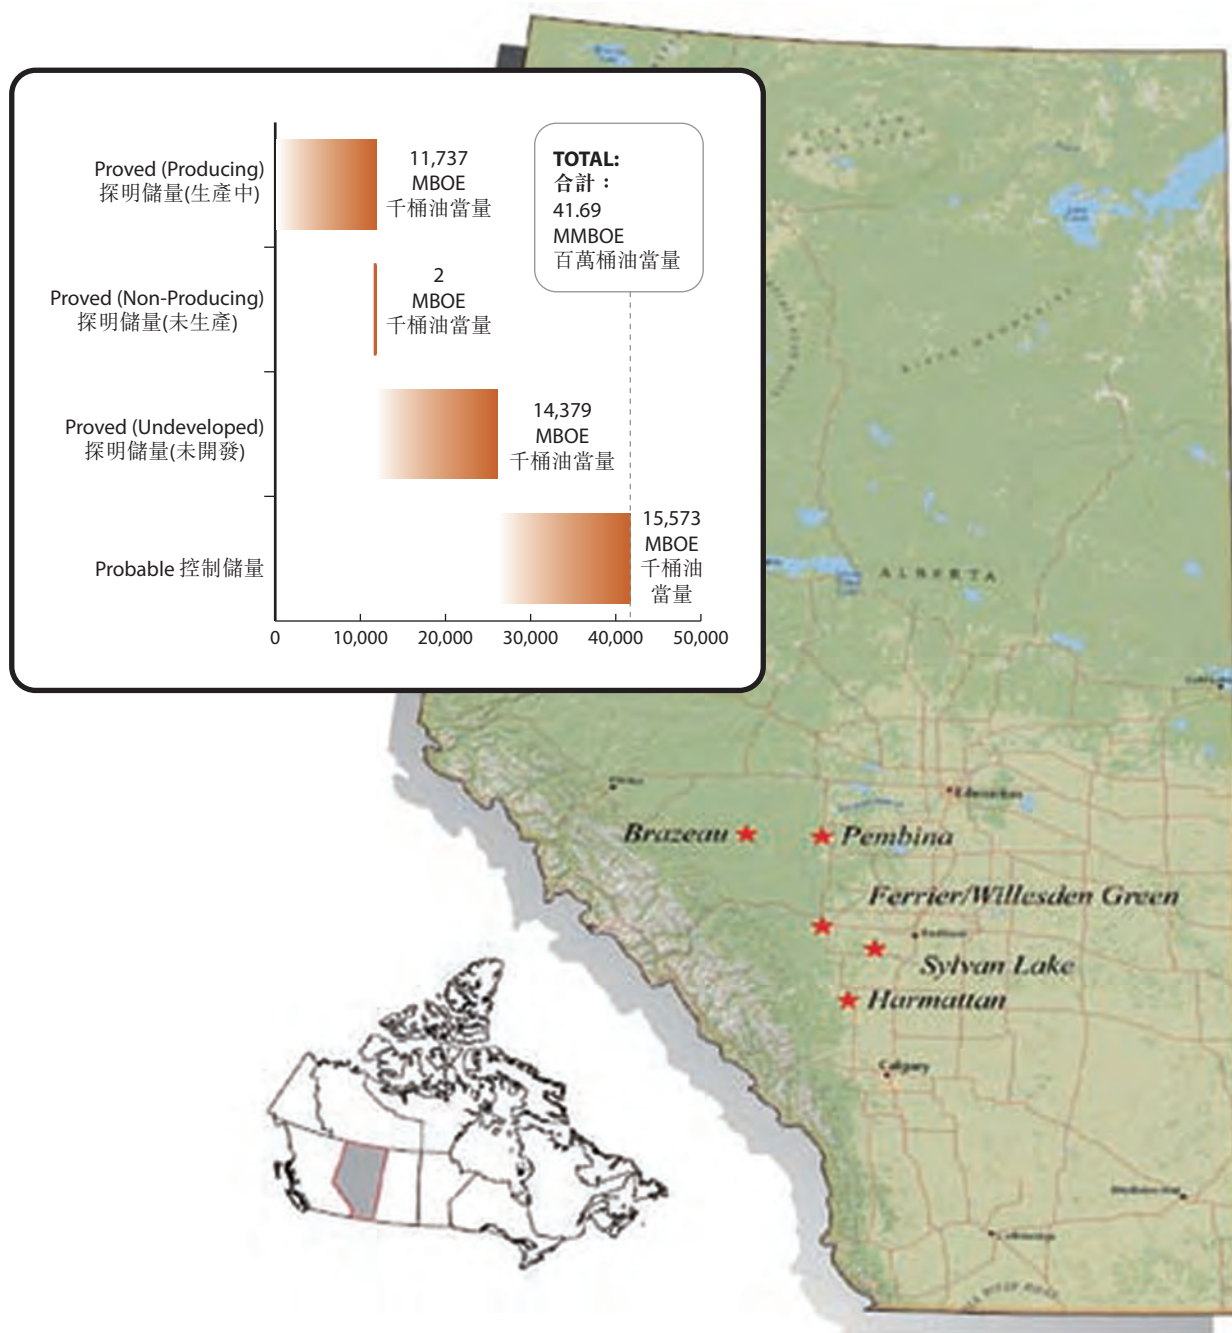 Proved (Producing)
探明儲量(生產中)
11,737
MBOE
千桶油當量
TOTAL:
合計：
41.69
MMBOE
百萬桶油當量
Proved (Non-Producing)
探明儲量(未生產)
2
MBOE
千桶油當量
Proved (Undeveloped)
探明儲量(未開發)
14,379
MBOE
千桶油當量
Probable 控制儲量
15,573
MBOE
千桶油
當量
0 10,000 20,000 30,000 40,000 50,000
ALBERTA
Edmonton
Brazeau
Pembina
Ferrier/Willesden Green
Sylvan Lake
Harmattan
Calgary